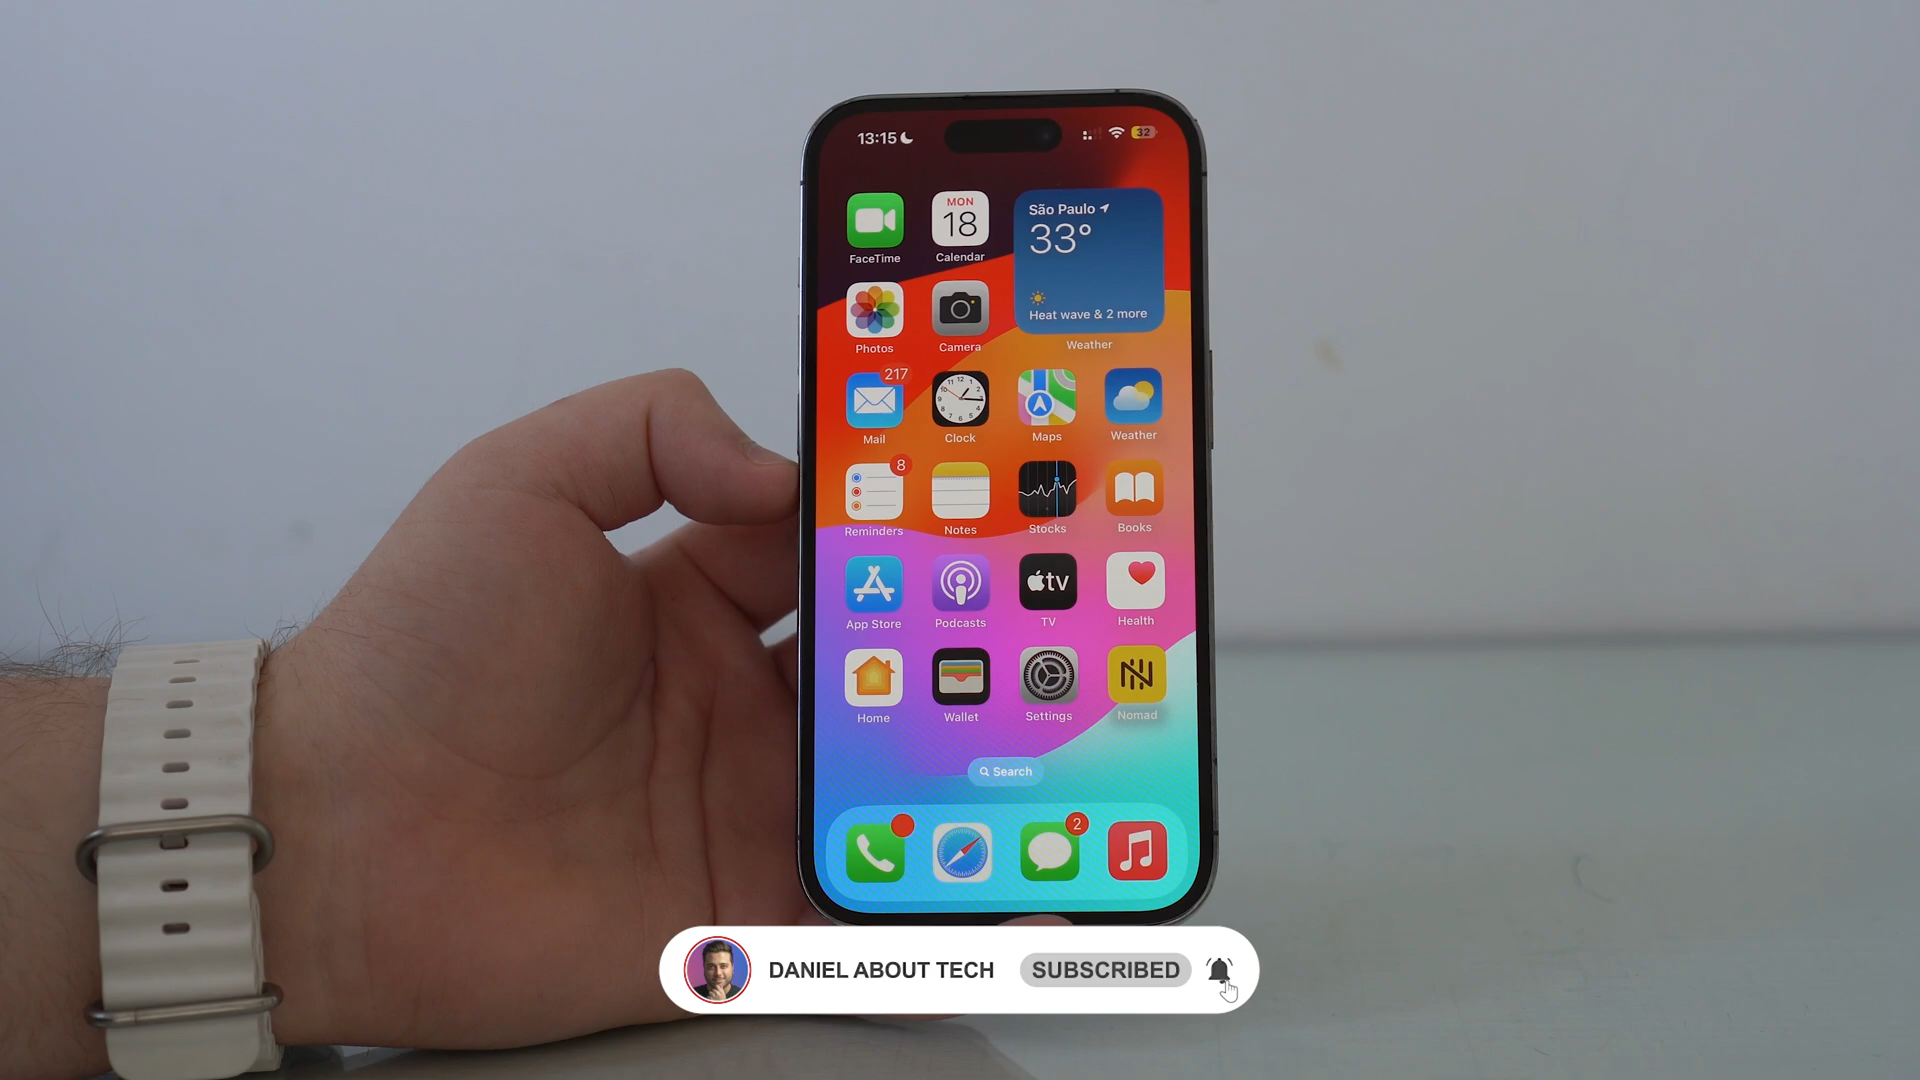 13:15
32
FaceTime
MON
18
Calendar
São Paulo
33°
Heat wave & 2 more
Weather
Photos
Camera
217
Mail
Clock
Maps
Weather
8
Reminders
Notes
Stocks
Books
App Store
Podcasts
tv
TV
Health
Home
Wallet
Settings
Nomad
Search
2
DANIEL ABOUT TECH
SUBSCRIBED